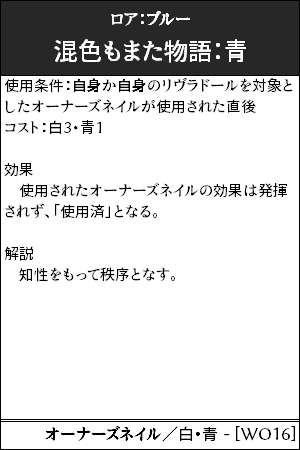 ロア：ブルー
混色もまた物語：青
使用条件：自身か自身のリヴラドールを対象と
したオーナーズネイルが使用された直後
コスト：白3・青1
効果
　使用されたオーナーズネイルの効果は発揮
されず、「使用済」となる。
解説
　知性をもって秩序となす。
オーナーズネイル／白・青 - [WO16]